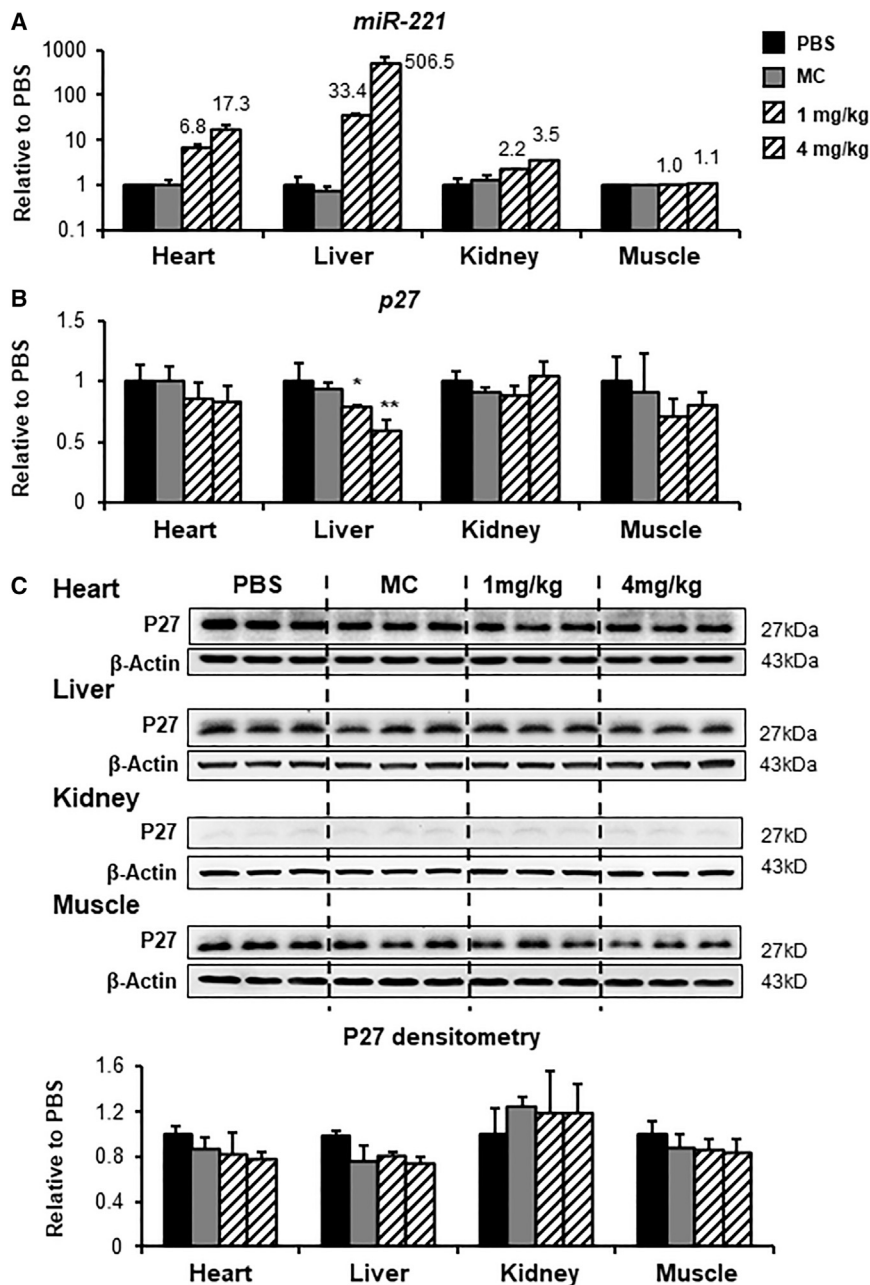 A
miR-221
Relative to PBS
1000
100
10
1
0.1
6.8
17.3
33.4
506.5
2.2
3.5
1.0
1.1
Heart Liver Kidney Muscle
PBS
MC
1 mg/kg
4 mg/kg
B
p27
Relative to PBS
1.5
1
0.5
0
*
**
Heart Liver Kidney Muscle
C
Heart
PBS MC 1mg/kg 4mg/kg
P27 27kDa
β-Actin 43kDa
Liver
P27 27kDa
β-Actin 43kDa
Kidney
P27 27kD
β-Actin 43kD
Muscle
P27 27kD
β-Actin 43kD
P27 densitometry
Relative to PBS
1.6
1.2
0.8
0.4
0
Heart Liver Kidney Muscle